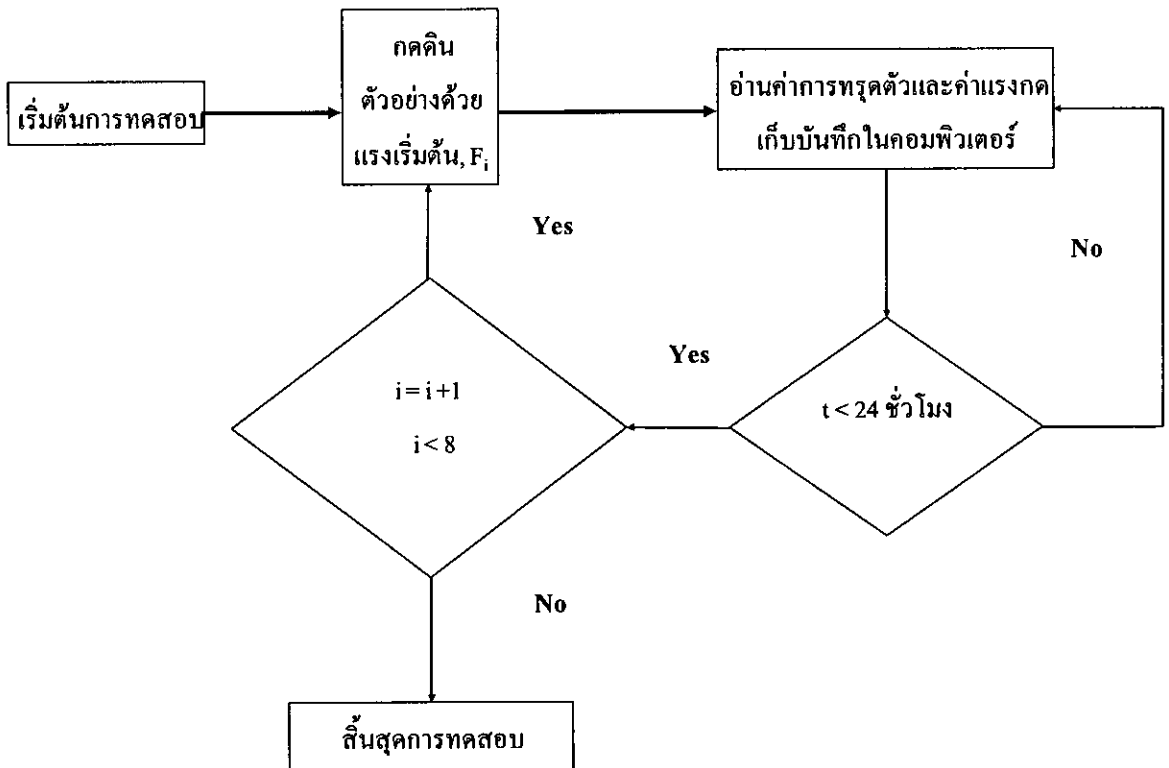 เริ่มต้นการทดสอบ
กดดิน
ตัวอย่างด้วย
แรงเริ่มต้น, Fi
อ่านค่าการทรุดตัวและค่าแรงกด
เก็บบันทึกในคอมพิวเตอร์
Yes
No
Yes
t < 24 ชั่วโมง
i = i +1
i < 8
No
สิ้นสุดการทดสอบ